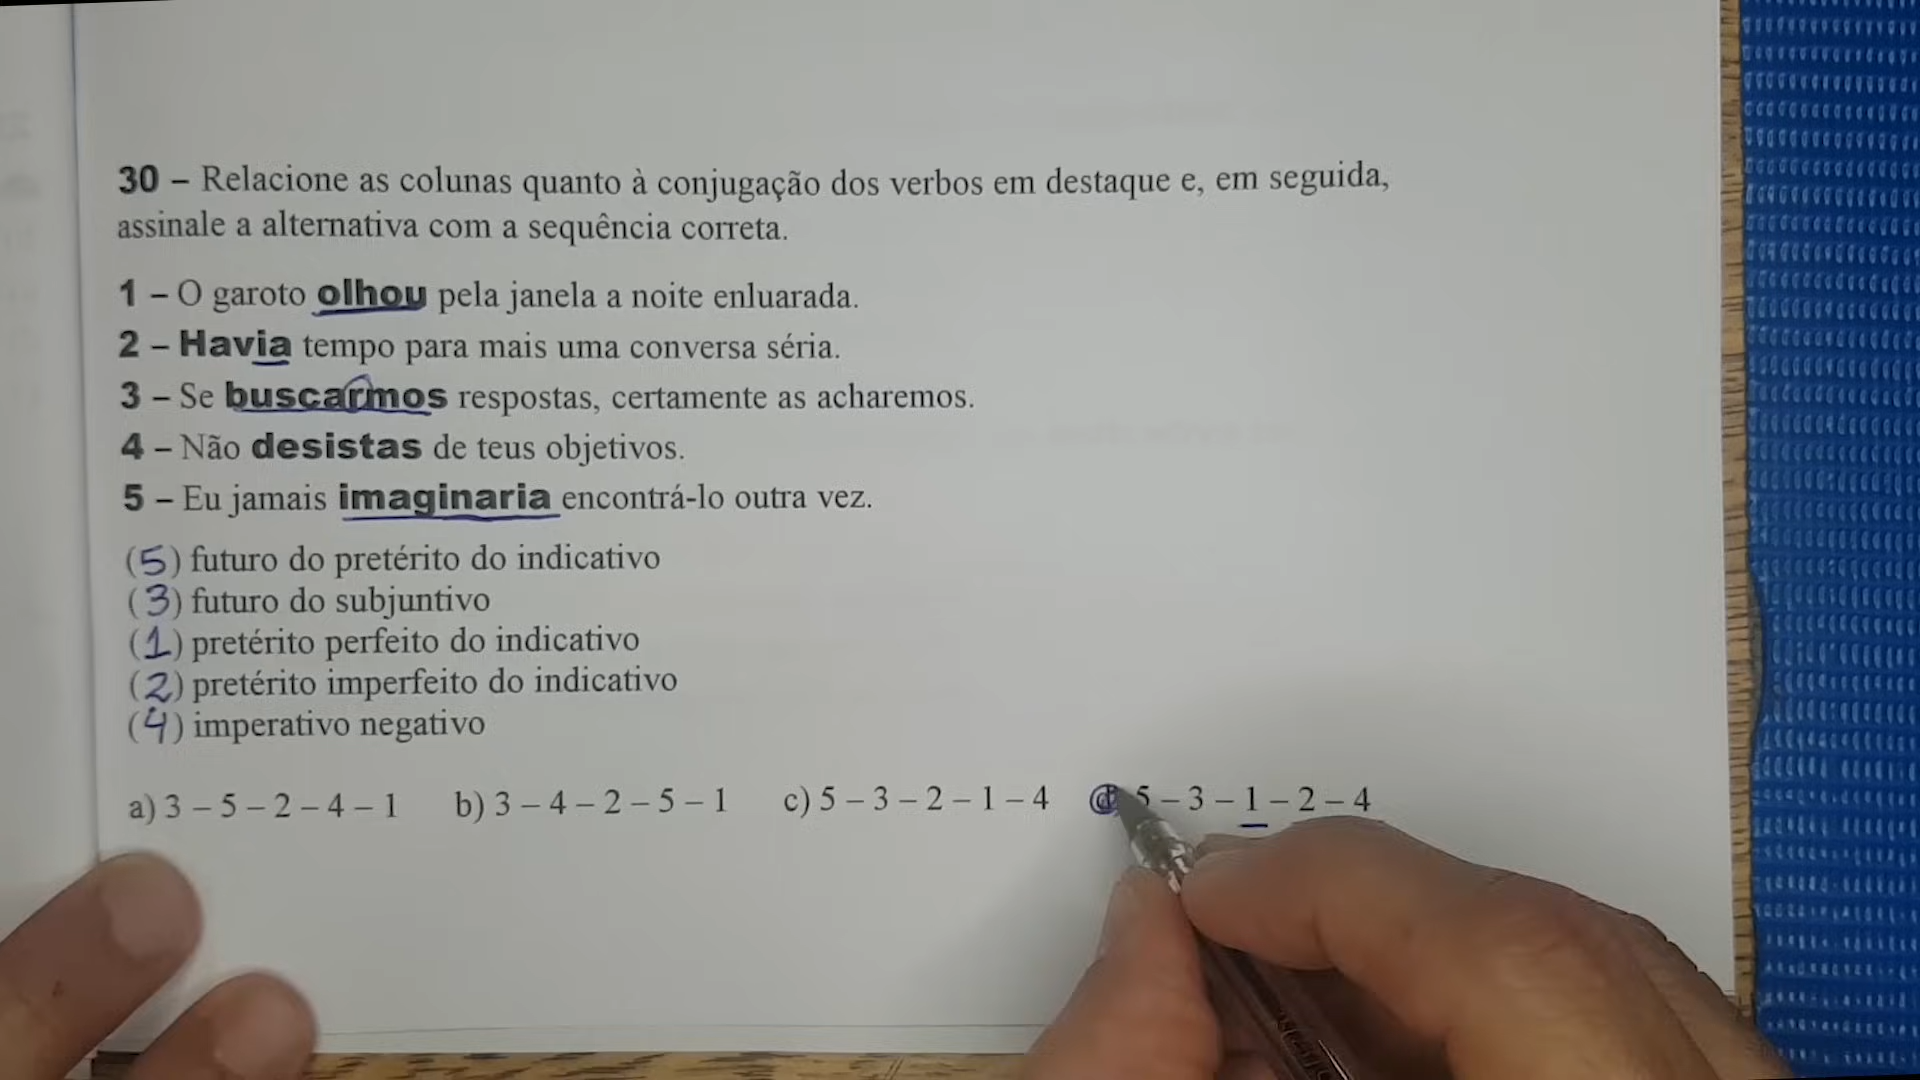 30 – Relacione as colunas quanto à conjugação dos verbos em destaque e, em seguida,
assinale a alternativa com a sequência correta.
1 – O garoto olhou pela janela a noite enluarada.
2 – Havia tempo para mais uma conversa séria.
3 – Se buscarmos respostas, certamente as acharemos.
4 – Não desistas de teus objetivos.
5 – Eu jamais imaginaria encontrá-lo outra vez.
(5) futuro do pretérito do indicativo
(3) futuro do subjuntivo
(1) pretérito perfeito do indicativo
(2) pretérito imperfeito do indicativo
(4) imperativo negativo
a) 3 – 5 – 2 – 4 – 1 b) 3 – 4 – 2 – 5 – 1 c) 5 – 3 – 2 – 1 – 4 d) 5 – 3 – 1 – 2 – 4